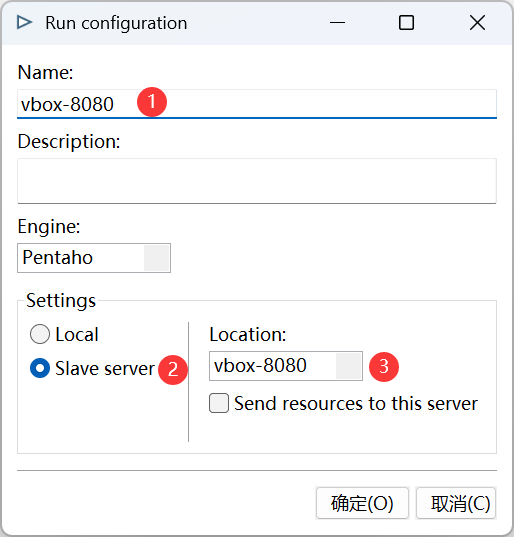 Run configuration
Name:
vbox-8080 1
Description:
Engine:
Pentaho
Settings
Local
Slave server 2
Location:
vbox-8080 3
Send resources to this server
确定(O) 取消(C)